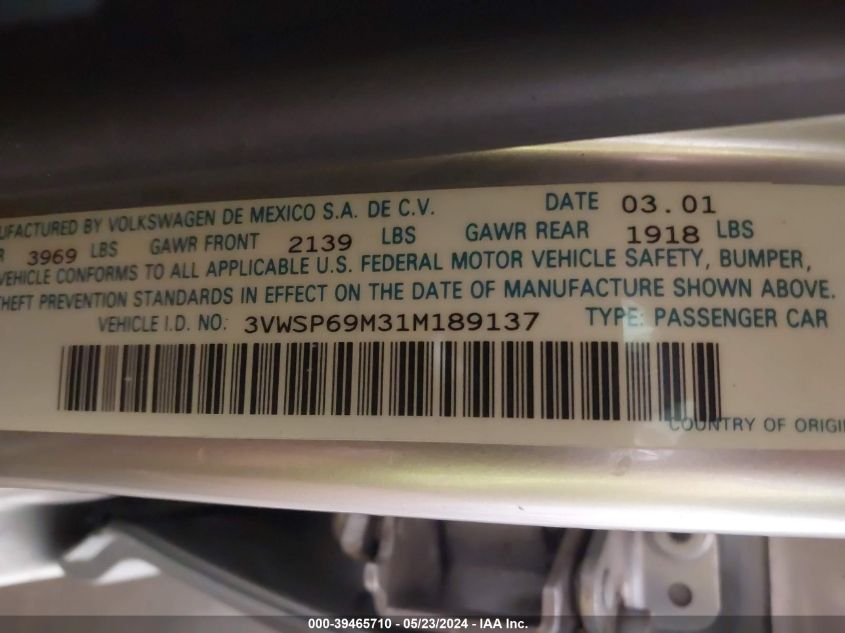 UFACTURED BY VOLKSWAGEN DE MEXICO S.A. DE C.V. DATE 03.01
R 3969 LBS GAWR FRONT 2139 LBS GAWR REAR 1918 LBS
VEHICLE CONFORMS TO ALL APPLICABLE U.S. FEDERAL MOTOR VEHICLE SAFETY, BUMPER,
THEFT PREVENTION STANDARDS IN EFFECT ON THE DATE OF MANUFACTURE SHOWN ABOVE.
VEHICLE I.D. NO: 3VWSP69M31M189137 TYPE: PASSENGER CAR
COUNTRY OF ORIGI
000-39465710 - 05/23/2024 - IAA Inc.